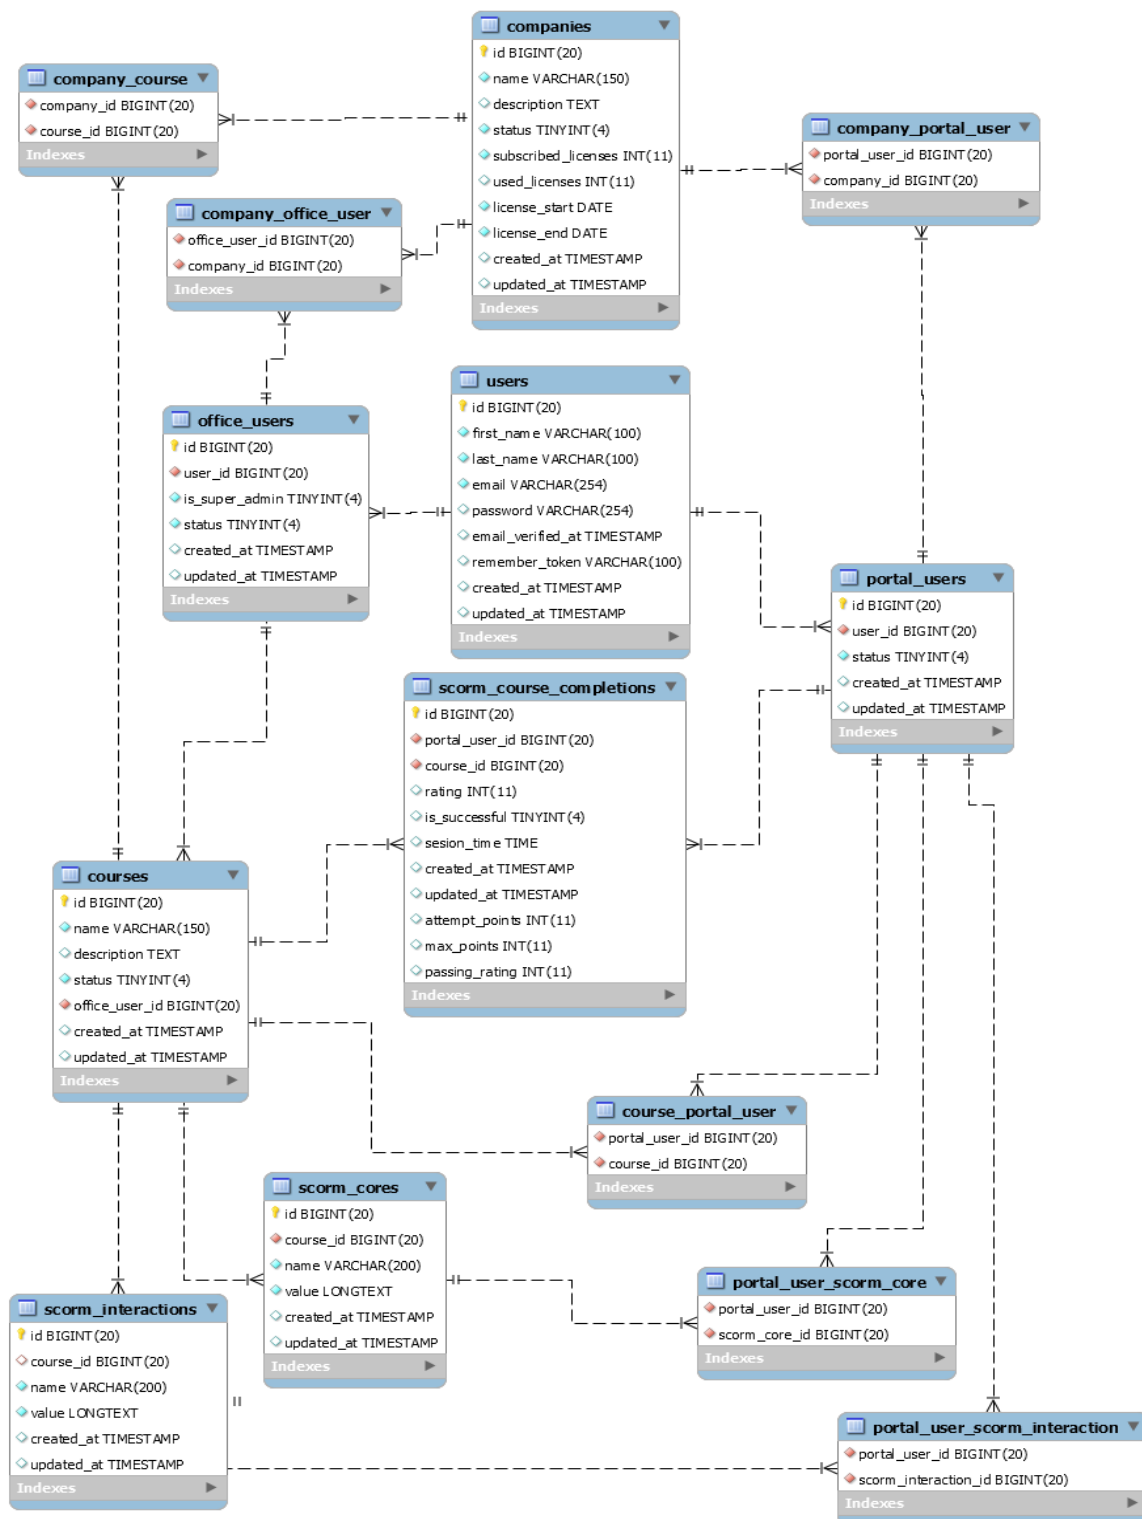 companies
id BIGINT(20)
name VARCHAR(150)
description TEXT
status TINYINT(4)
subscribed_licenses INT(11)
used_licenses INT(11)
license_start DATE
license_end DATE
created_at TIMESTAMP
updated_at TIMESTAMP
Indexes
company_course
company_id BIGINT(20)
course_id BIGINT(20)
Indexes
company_portal_user
portal_user_id BIGINT(20)
company_id BIGINT(20)
Indexes
company_office_user
office_user_id BIGINT(20)
company_id BIGINT(20)
Indexes
users
id BIGINT(20)
first_name VARCHAR(100)
last_name VARCHAR(100)
email VARCHAR(254)
password VARCHAR(254)
email_verified_at TIMESTAMP
remember_token VARCHAR(100)
created_at TIMESTAMP
updated_at TIMESTAMP
Indexes
office_users
id BIGINT(20)
user_id BIGINT(20)
is_super_admin TINYINT(4)
status TINYINT(4)
created_at TIMESTAMP
updated_at TIMESTAMP
Indexes
portal_users
id BIGINT(20)
user_id BIGINT(20)
status TINYINT(4)
created_at TIMESTAMP
updated_at TIMESTAMP
Indexes
scorm_course_completions
id BIGINT(20)
portal_user_id BIGINT(20)
course_id BIGINT(20)
rating INT(11)
is_successful TINYINT(4)
sesion_time TIME
created_at TIMESTAMP
updated_at TIMESTAMP
attempt_points INT(11)
max_points INT(11)
passing_rating INT(11)
Indexes
courses
id BIGINT(20)
name VARCHAR(150)
description TEXT
status TINYINT(4)
office_user_id BIGINT(20)
created_at TIMESTAMP
updated_at TIMESTAMP
Indexes
course_portal_user
portal_user_id BIGINT(20)
course_id BIGINT(20)
Indexes
scorm_cores
id BIGINT(20)
course_id BIGINT(20)
name VARCHAR(200)
value LONGTEXT
created_at TIMESTAMP
updated_at TIMESTAMP
Indexes
portal_user_scorm_core
portal_user_id BIGINT(20)
scorm_core_id BIGINT(20)
Indexes
scorm_interactions
id BIGINT(20)
course_id BIGINT(20)
name VARCHAR(200)
value LONGTEXT
created_at TIMESTAMP
updated_at TIMESTAMP
Indexes
portal_user_scorm_interaction
portal_user_id BIGINT(20)
scorm_interaction_id BIGINT(20)
Indexes